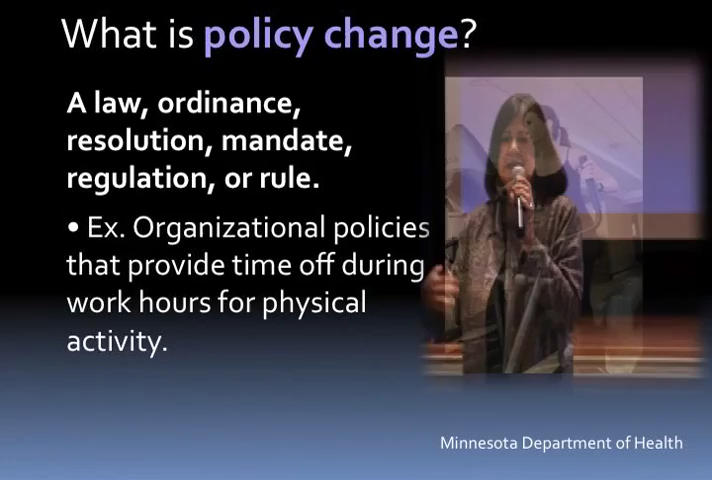 What is policy change?
A law, ordinance,
resolution, mandate,
regulation, or rule.
• Ex. Organizational policies
that provide time off during
work hours for physical
activity.
Minnesota Department of Health